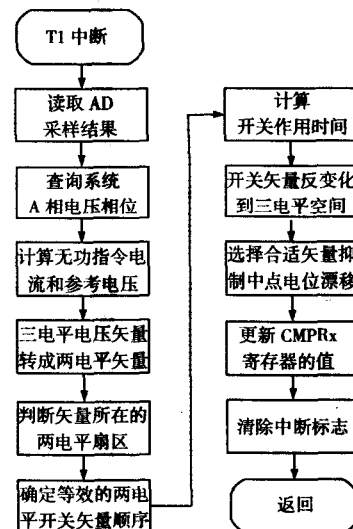 T1 中断
读取 AD
采样结果
查询系统
A 相电压相位
计算无功指令电
流和参考电压
三电平电压矢量
转成两电平矢量
判断矢量所在的
两电平扇区
确定等效的两电
平开关矢量顺序
计算
开关作用时间
开关矢量反变化
到三电平空间
选择合适矢量抑
制中点电位漂移
更新 CMPRx
寄存器的值
清除中断标志
返回